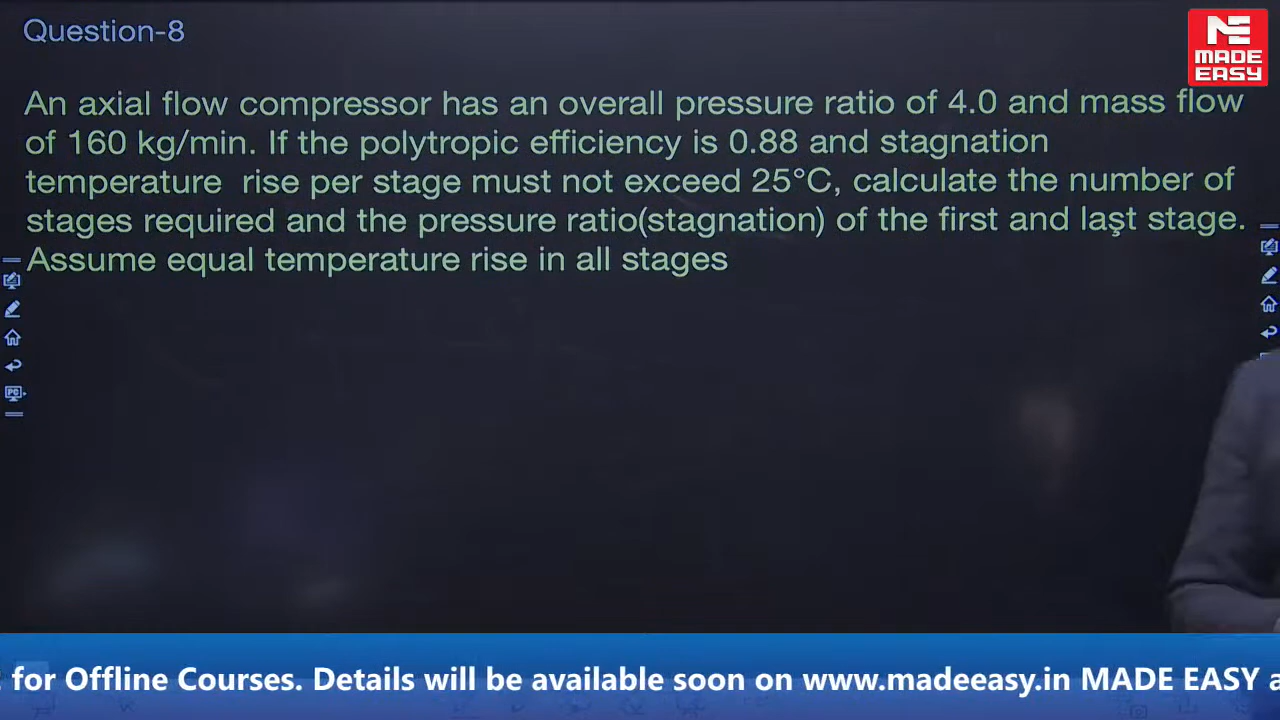 Question-8
MADE
EASY
An axial flow compressor has an overall pressure ratio of 4.0 and mass flow
of 160 kg/min. If the polytropic efficiency is 0.88 and stagnation
temperature rise per stage must not exceed 25°C, calculate the number of
stages required and the pressure ratio(stagnation) of the first and last stage.
Assume equal temperature rise in all stages
for Offline Courses. Details will be available soon on www.madeeasy.in MADE EASY a